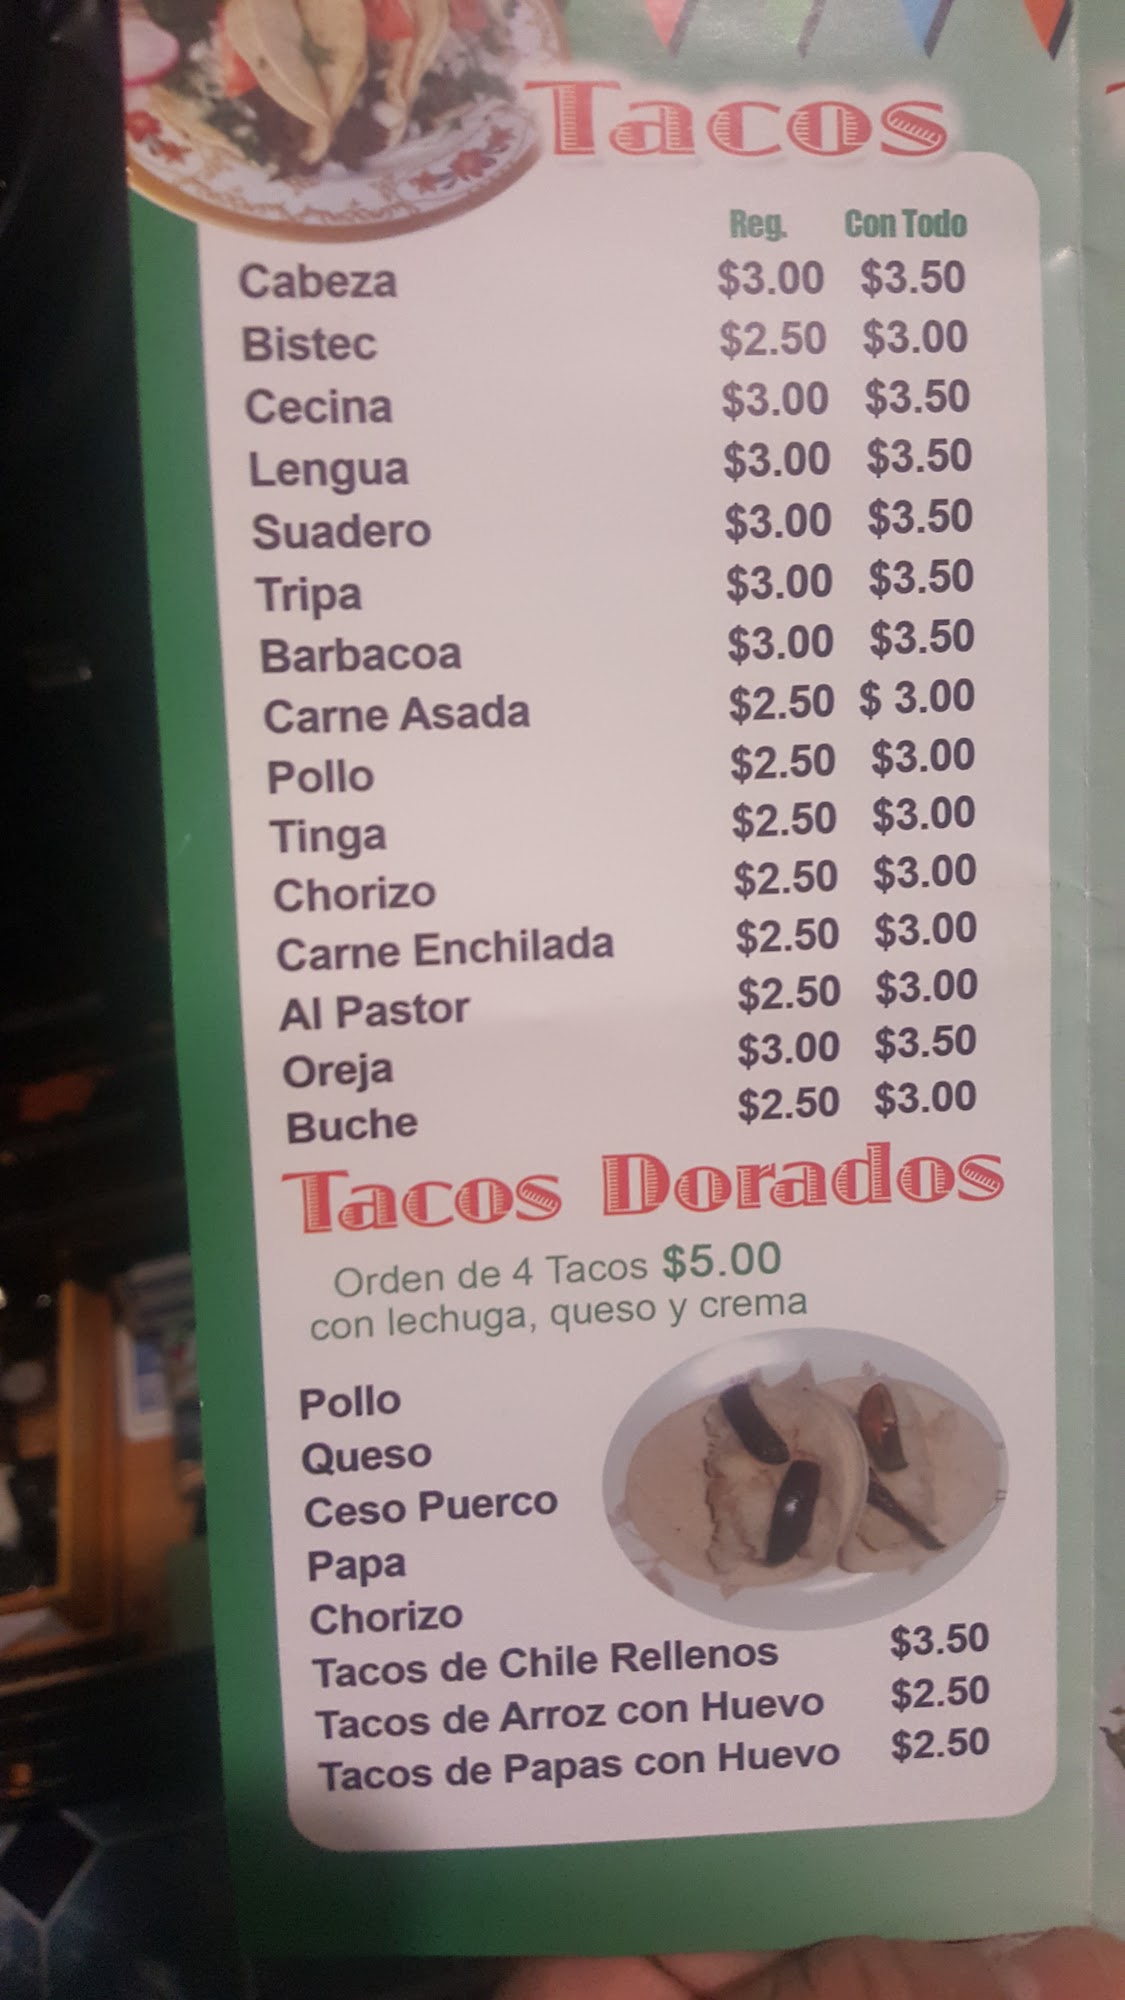 Tacos
Reg. Con Todo
Cabeza $3.00 $3.50
Bistec $2.50 $3.00
Cecina $3.00 $3.50
Lengua $3.00 $3.50
Suadero $3.00 $3.50
Tripa $3.00 $3.50
Barbacoa $3.00 $3.50
Carne Asada $2.50 $ 3.00
Pollo $2.50 $3.00
Tinga $2.50 $3.00
Chorizo $2.50 $3.00
Carne Enchilada $2.50 $3.00
Al Pastor $2.50 $3.00
Oreja $3.00 $3.50
Buche $2.50 $3.00
Tacos Dorados
Orden de 4 Tacos $5.00
con lechuga, queso y crema
Pollo
Queso
Ceso Puerco
Papa
Chorizo
Tacos de Chile Rellenos $3.50
Tacos de Arroz con Huevo $2.50
Tacos de Papas con Huevo $2.50